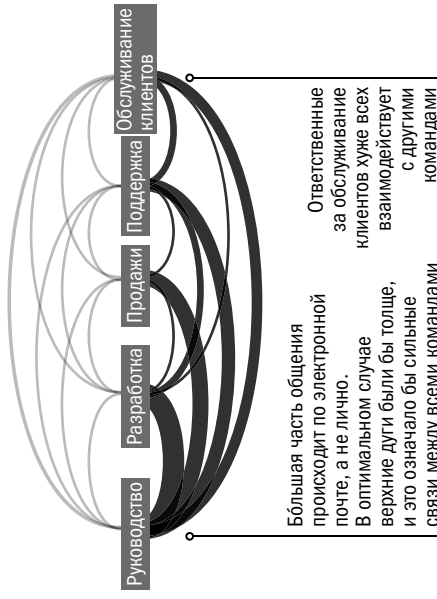 Руководство
Разработка
Продажи
Поддержка
Обслуживание
клиентов
Бо́льшая часть общения
происходит по электронной
почте, а не лично.
В оптимальном случае
верхние дуги были бы толще,
и это означало бы сильные
связи между всеми командами
Ответственные
за обслуживание
клиентов хуже всех
взаимодействует
с другими
командами